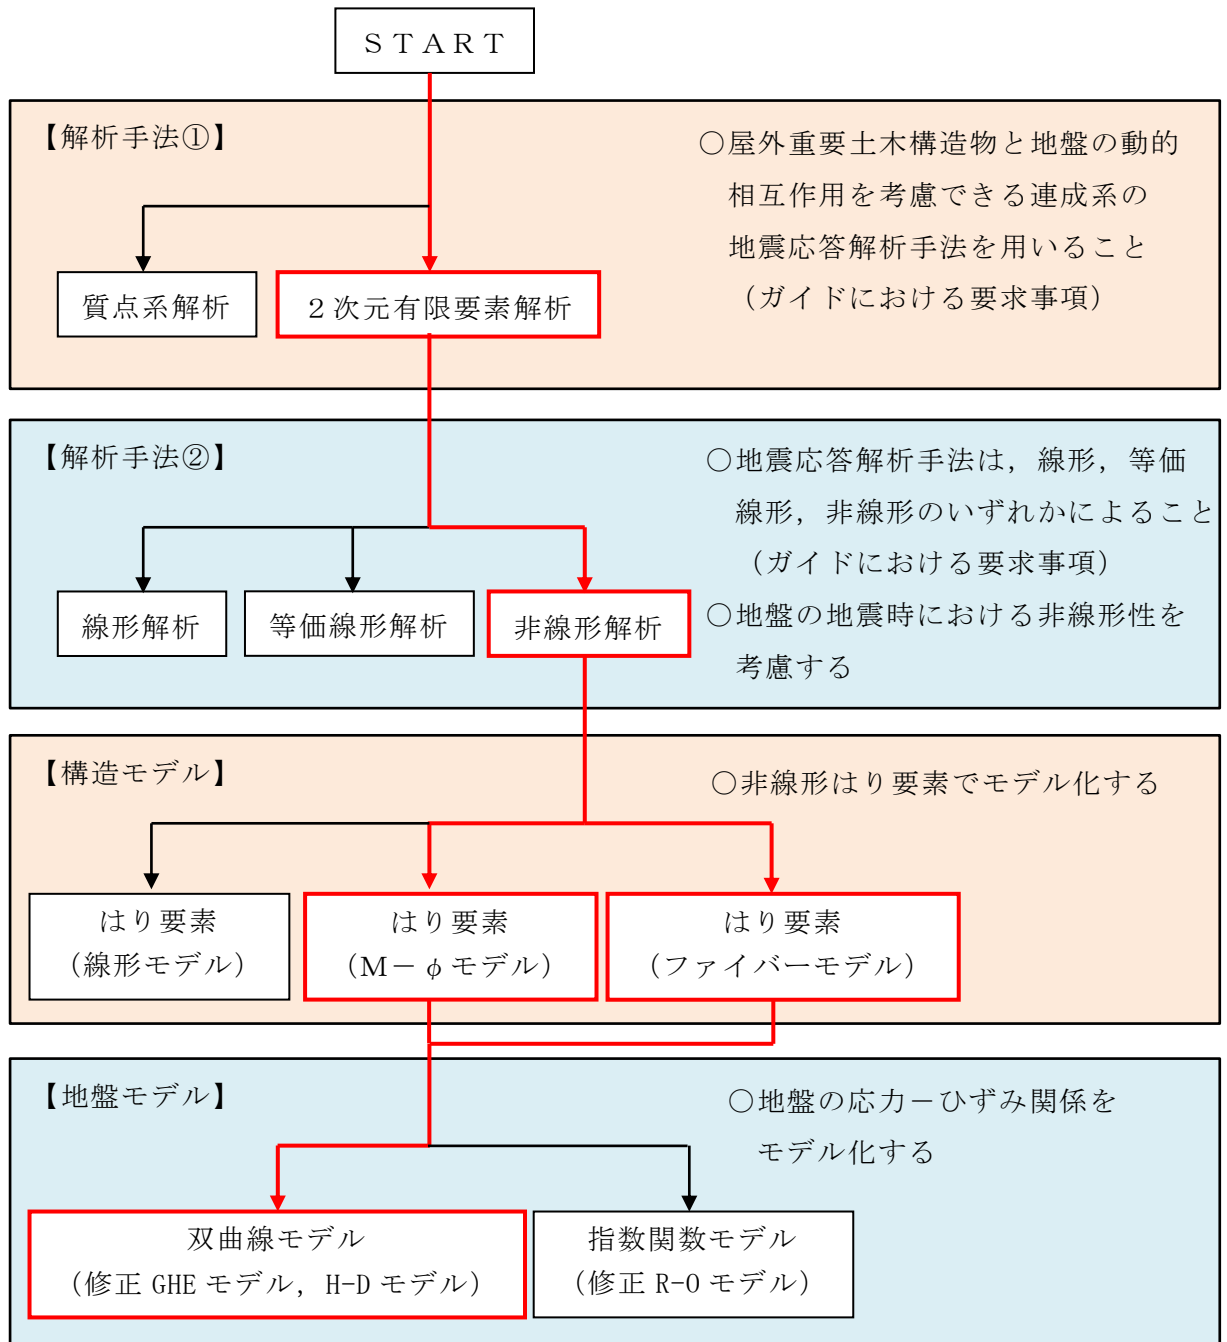 ＳＴＡＲＴ
【解析手法①】
○屋外重要土木構造物と地盤の動的
相互作用を考慮できる連成系の
地震応答解析手法を用いること
（ガイドにおける要求事項）
質点系解析
２次元有限要素解析
【解析手法②】
○地震応答解析手法は，線形，等価
線形，非線形のいずれかによること
（ガイドにおける要求事項）
○地盤の地震時における非線形性を
考慮する
線形解析
等価線形解析
非線形解析
【構造モデル】
○非線形はり要素でモデル化する
はり要素
（線形モデル）
はり要素
（Ｍ－φモデル）
はり要素
（ファイバーモデル）
【地盤モデル】
○地盤の応力－ひずみ関係を
モデル化する
双曲線モデル
（修正 GHE モデル，H-D モデル）
指数関数モデル
（修正 R-O モデル）